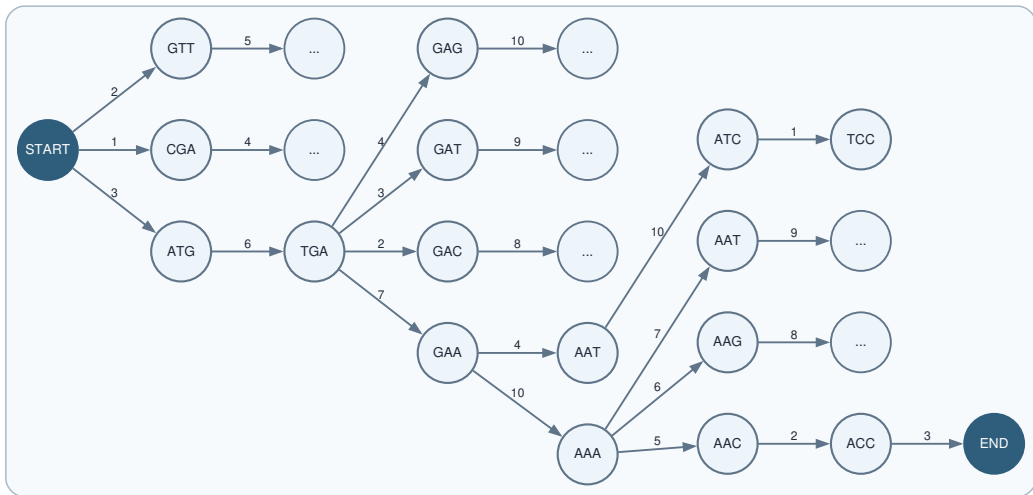 GTT 5 ... GAG 10 ...
2 4
START 1 CGA 4 ... GAT 9 ... ATC 1 TCC
3 3 10
ATG 6 TGA 2 GAC 8 ... AAT 9 ...
7 7
GAA 4 AAT AAG 8 ...
10 6
AAA 5 AAC 2 ACC 3 END